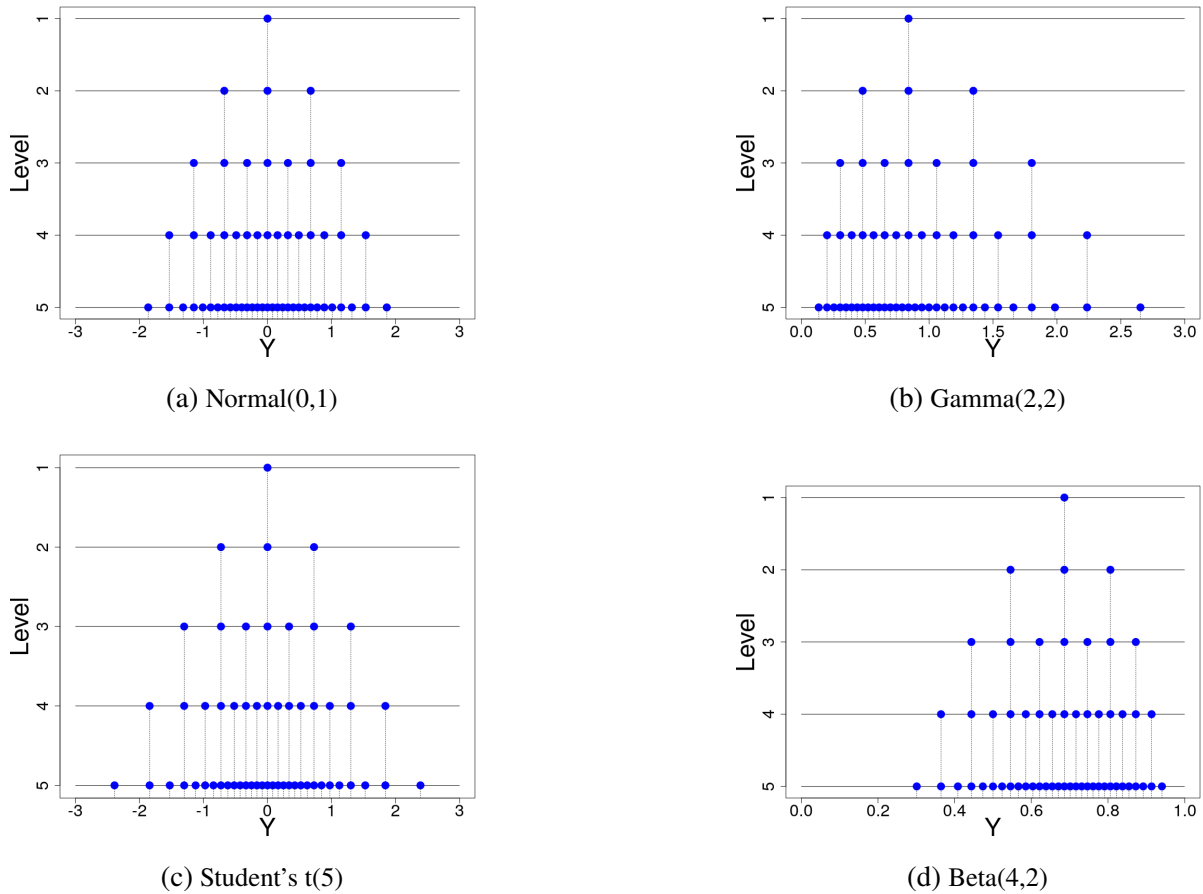 Level
1
2
3
4
5
-3 -2 -1 0 1 2 3
Y
(a) Normal(0,1)
Level
1
2
3
4
5
0.0 0.5 1.0 1.5 2.0 2.5 3.0
Y
(b) Gamma(2,2)
Level
1
2
3
4
5
-3 -2 -1 0 1 2 3
Y
(c) Student's t(5)
Level
1
2
3
4
5
0.0 0.2 0.4 0.6 0.8 1.0
Y
(d) Beta(4,2)